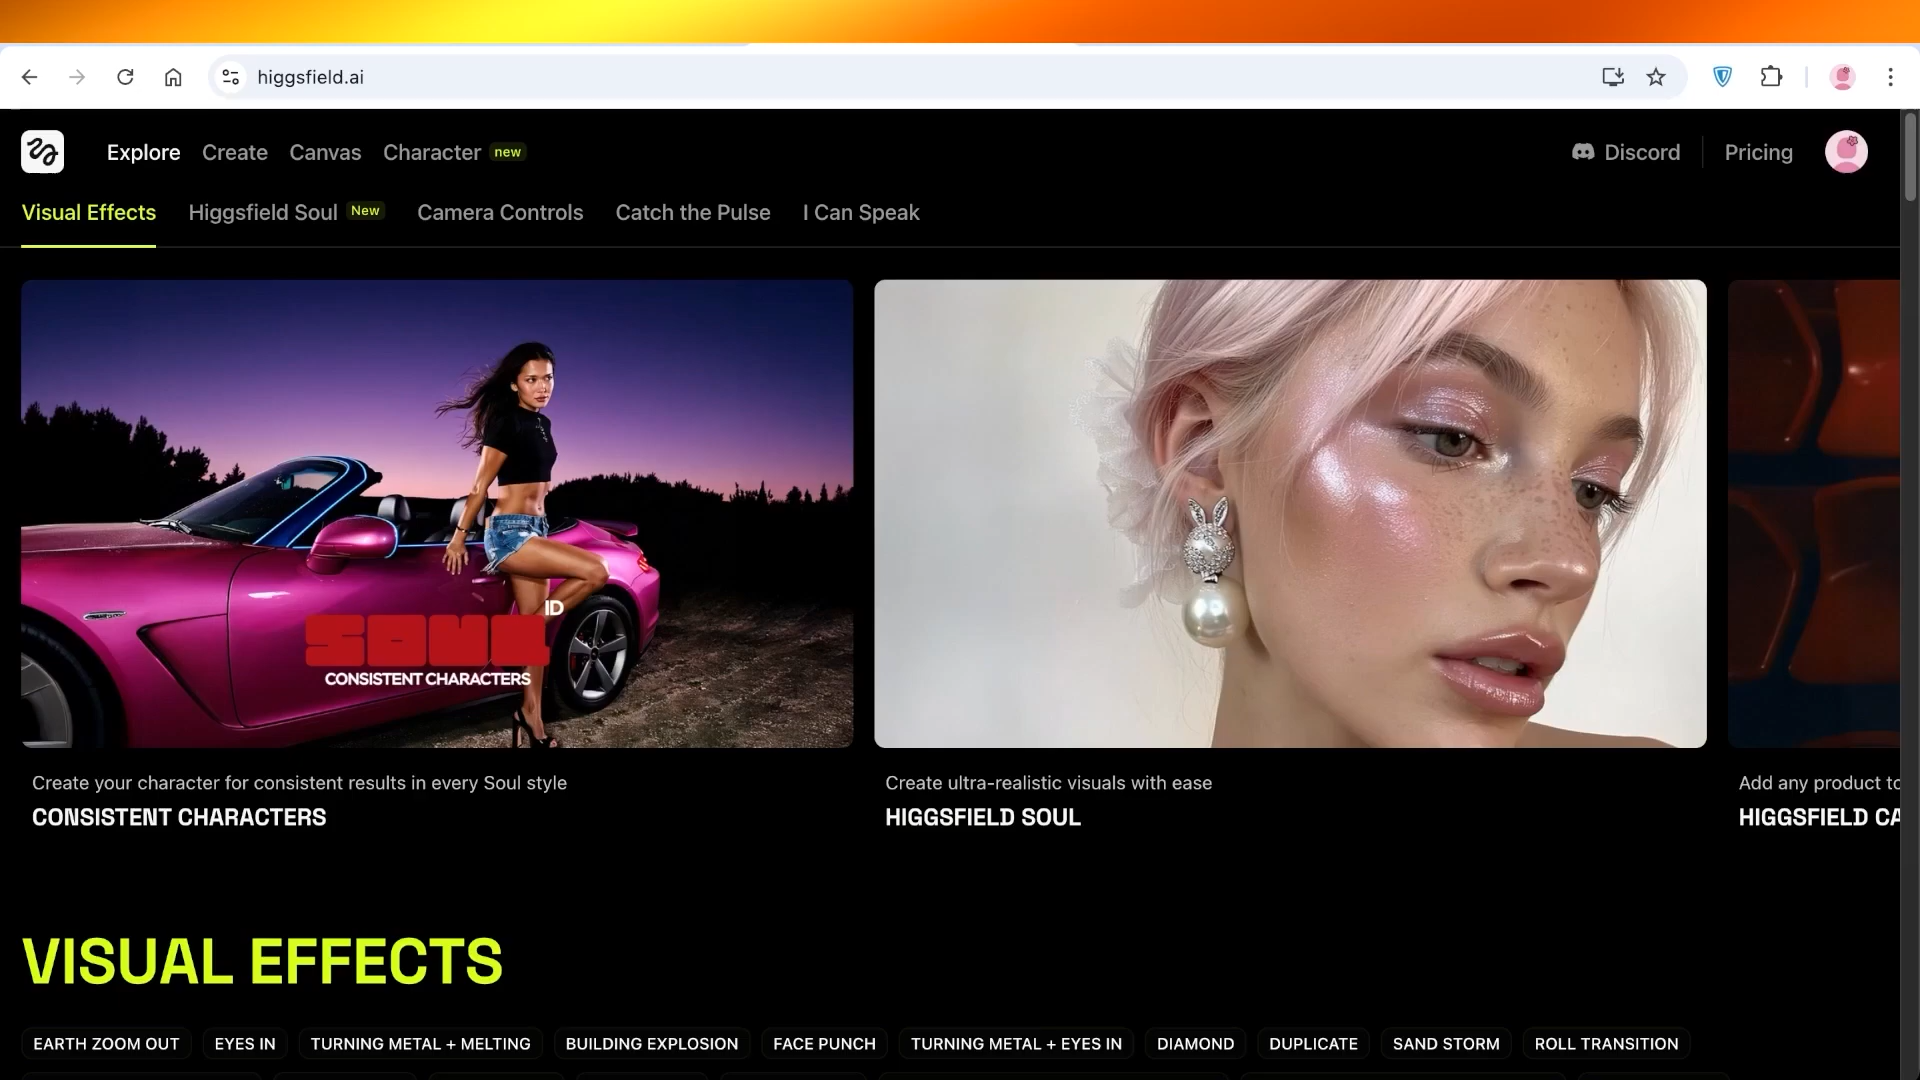 higgsfield.ai
Explore Create Canvas Character new Discord Pricing
Visual Effects Higgsfield Soul New Camera Controls Catch the Pulse I Can Speak
SOUL ID
CONSISTENT CHARACTERS
Create your character for consistent results in every Soul style
CONSISTENT CHARACTERS
Create ultra-realistic visuals with ease
HIGGSFIELD SOUL
Add any product to
HIGGSFIELD CA
VISUAL EFFECTS
EARTH ZOOM OUT EYES IN TURNING METAL + MELTING BUILDING EXPLOSION FACE PUNCH TURNING METAL + EYES IN DIAMOND DUPLICATE SAND STORM ROLL TRANSITION